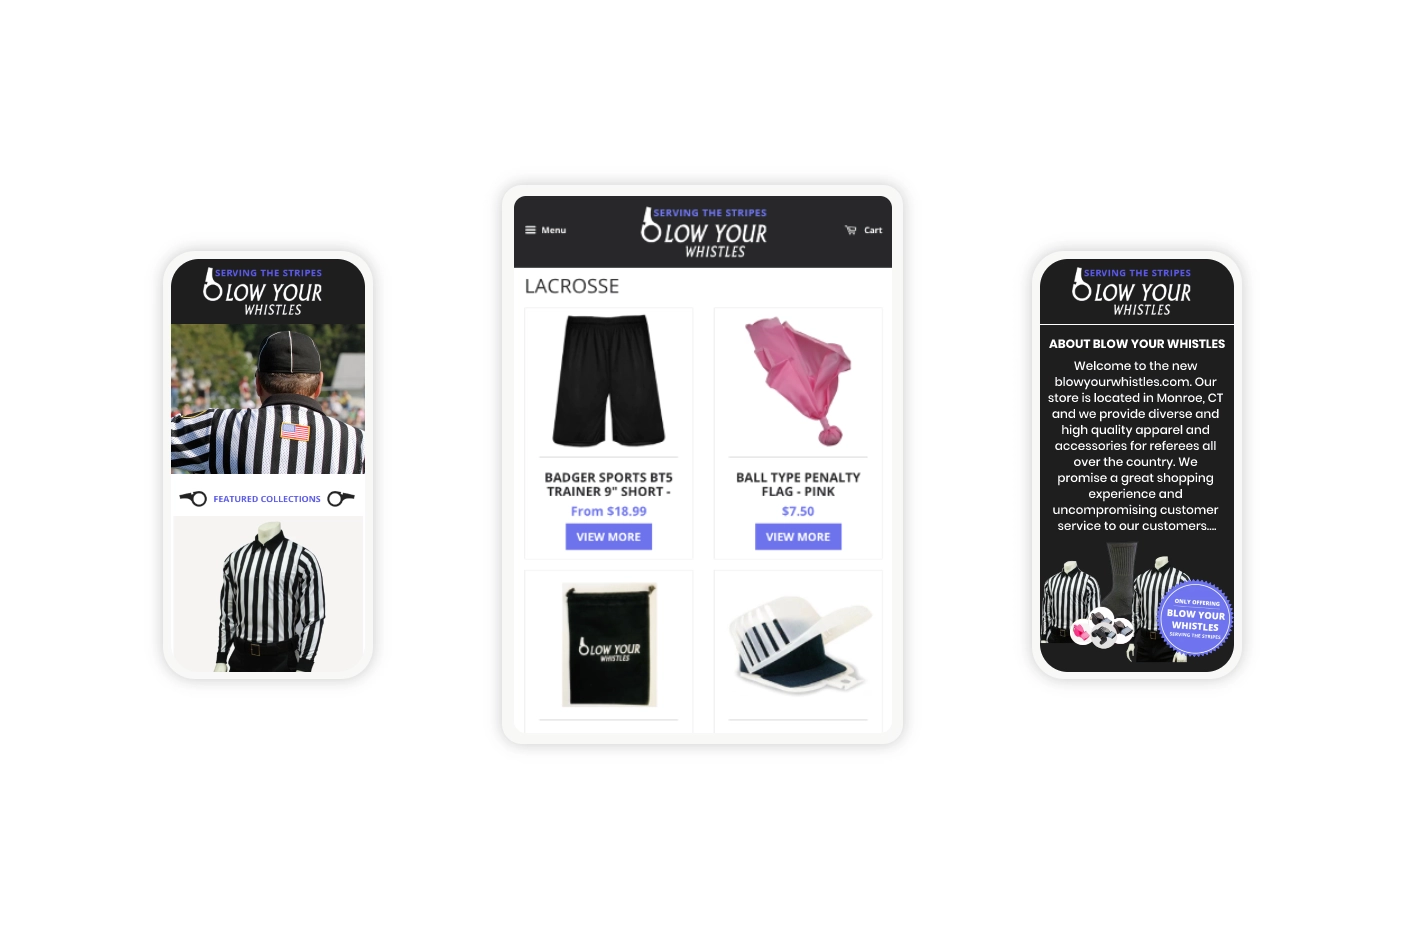 SERVING THE STRIPES
BLOW YOUR
WHISTLES
FEATURED COLLECTIONS
Menu
SERVING THE STRIPES
BLOW YOUR
WHISTLES
Cart
LACROSSE
BADGER SPORTS BT5
TRAINER 9" SHORT -
From $18.99
VIEW MORE
BALL TYPE PENALTY
FLAG - PINK
$7.50
VIEW MORE
BLOW YOUR
WHISTLES
SERVING THE STRIPES
BLOW YOUR
WHISTLES
ABOUT BLOW YOUR WHISTLES
Welcome to the new
blowyourwhistles.com. Our
store is located in Monroe, CT
and we provide diverse and
high quality apparel and
accessories for referees all
over the country. We
promise a great shopping
experience and
uncompromising customer
service to our customers....
ONLY OFFERING
BLOW YOUR
WHISTLES
SERVING THE STRIPES